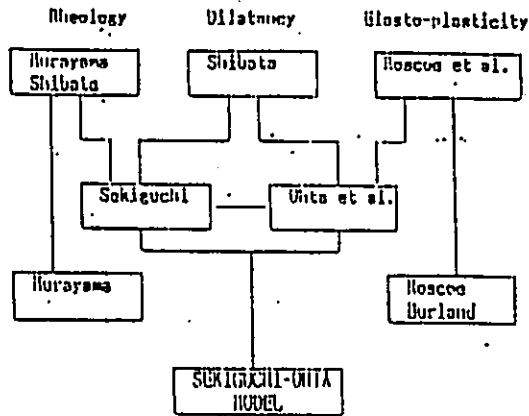 Rheology Dilatancy Elasto-plasticity
Murayama
Shibata
Shibata
Roscoe et al.
Sekiguchi
Ohta et al.
Murayama
Roscoe
Burland
SEKIGUCHI-OHTA
MODEL